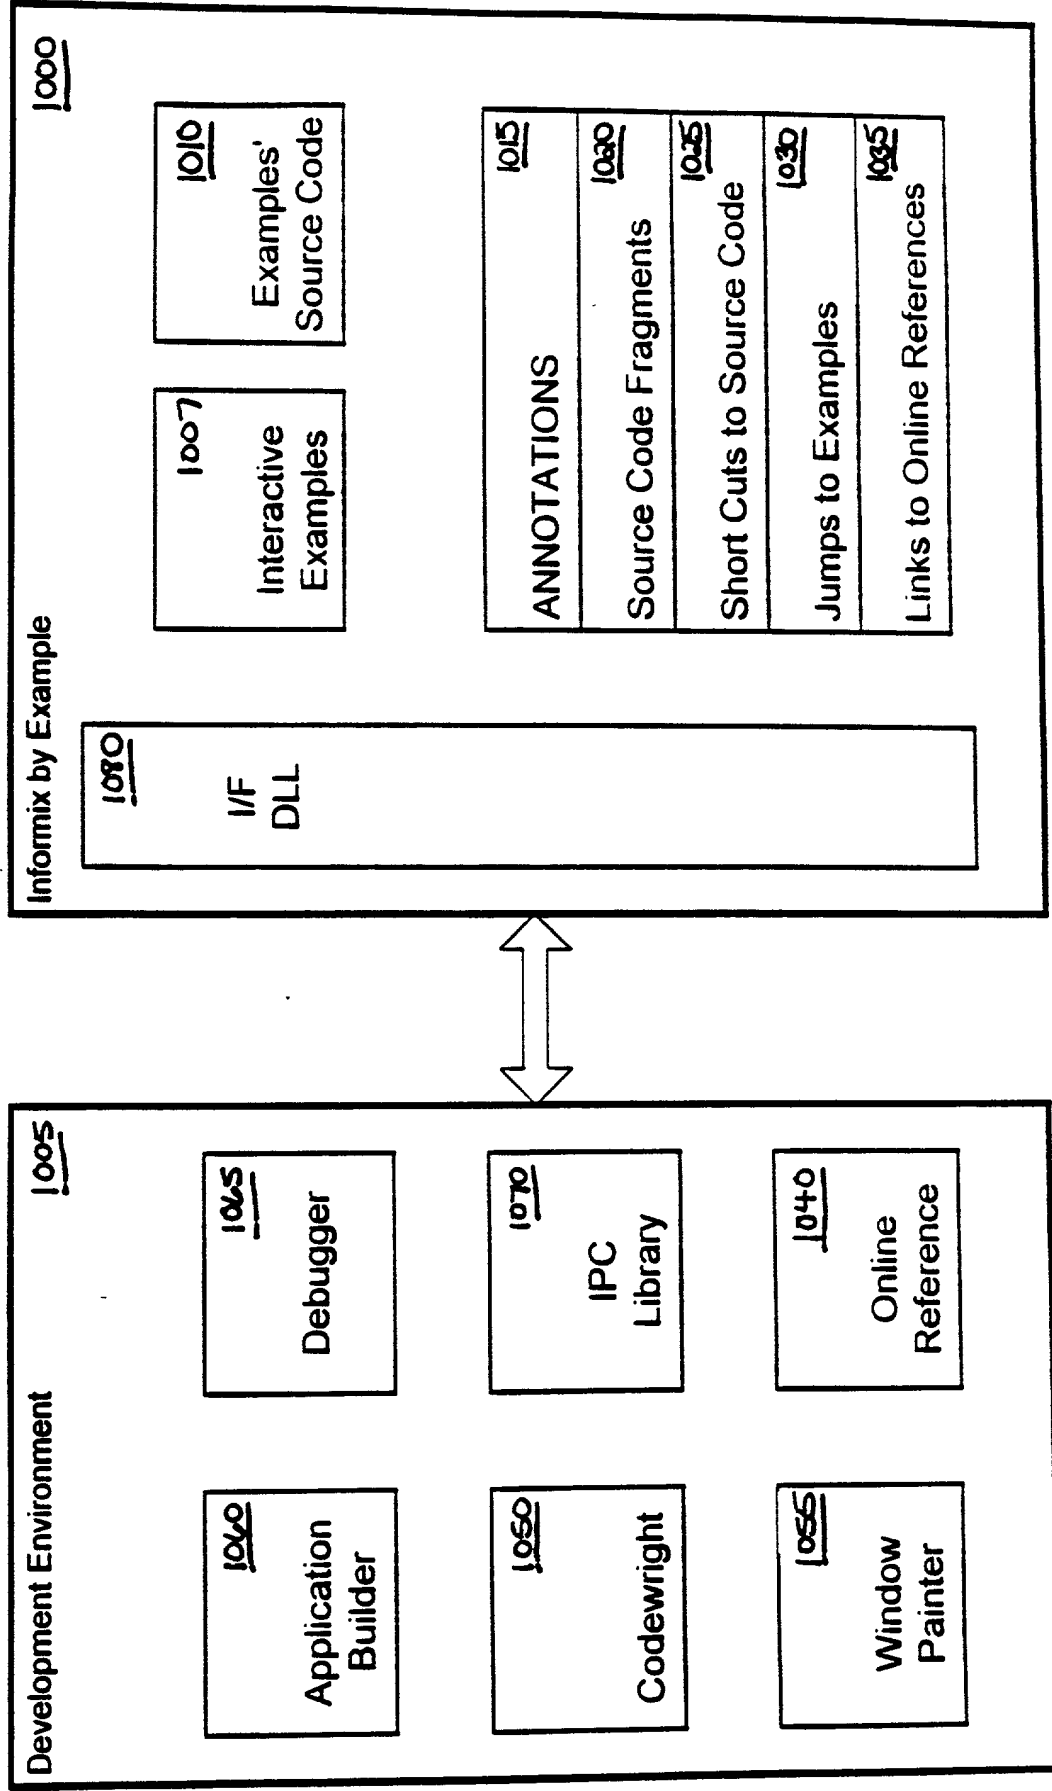 Development Environment
1005
1060
Application
Builder
1065
Debugger
1050
Codewright
1070
IPC
Library
1055
Window
Painter
1040
Online
Reference
Informix by Example
1000
1080
I/F
DLL
1007
Interactive
Examples
1010
Examples'
Source Code
ANNOTATIONS
1015
Source Code Fragments
1020
Short Cuts to Source Code
1025
Jumps to Examples
1030
Links to Online References
1035